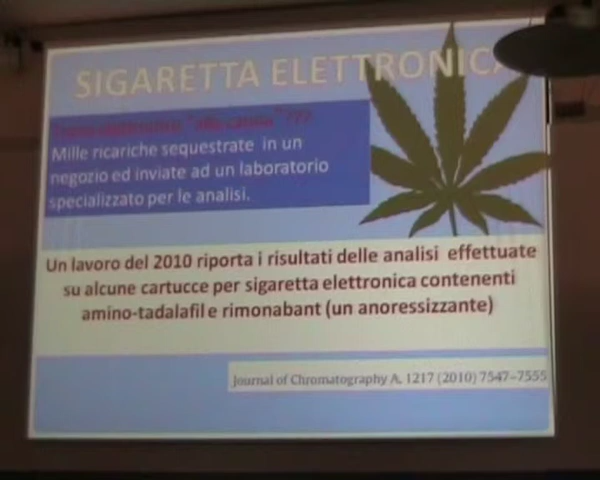 SIGARETTA ELETTRONICA
"alla canapa" ???
Mille ricariche sequestrate in un
negozio ed inviate ad un laboratorio
specializzato per le analisi.
Un lavoro del 2010 riporta i risultati delle analisi effettuate
su alcune cartucce per sigaretta elettronica contenenti
amino-tadalafil e rimonabant (un anoressizzante)
Journal of Chromatography A, 1217 (2010) 7547–7555